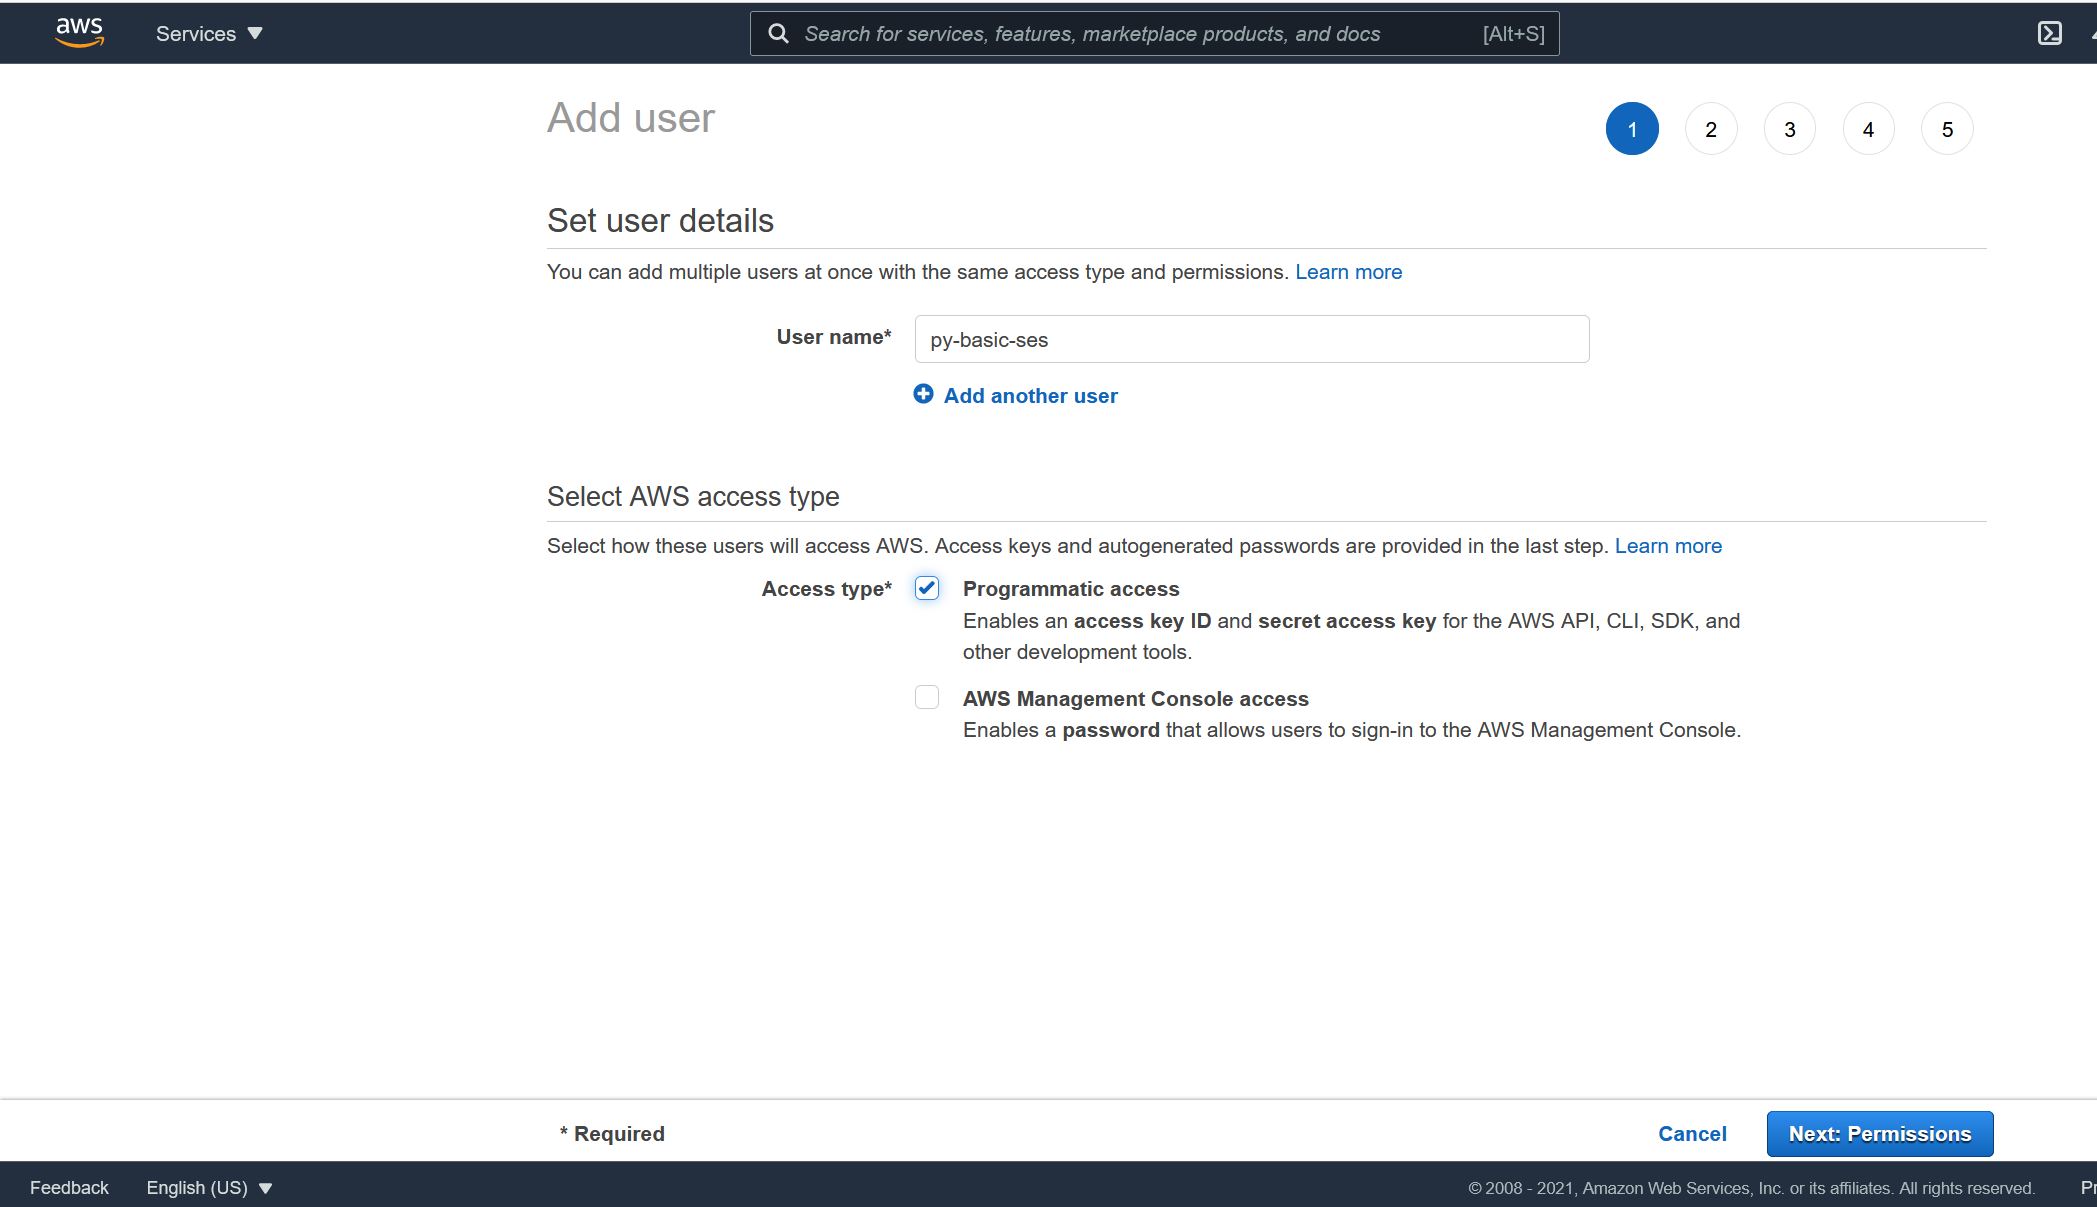 aws Services Search for services, features, marketplace products, and docs [Alt+S]
Add user
1 2 3 4 5
Set user details
You can add multiple users at once with the same access type and permissions. Learn more
User name* py-basic-ses
Add another user
Select AWS access type
Select how these users will access AWS. Access keys and autogenerated passwords are provided in the last step. Learn more
Access type* Programmatic access
Enables an access key ID and secret access key for the AWS API, CLI, SDK, and
other development tools.
AWS Management Console access
Enables a password that allows users to sign-in to the AWS Management Console.
* Required Cancel Next: Permissions
Feedback English (US) © 2008 - 2021, Amazon Web Services, Inc. or its affiliates. All rights reserved.